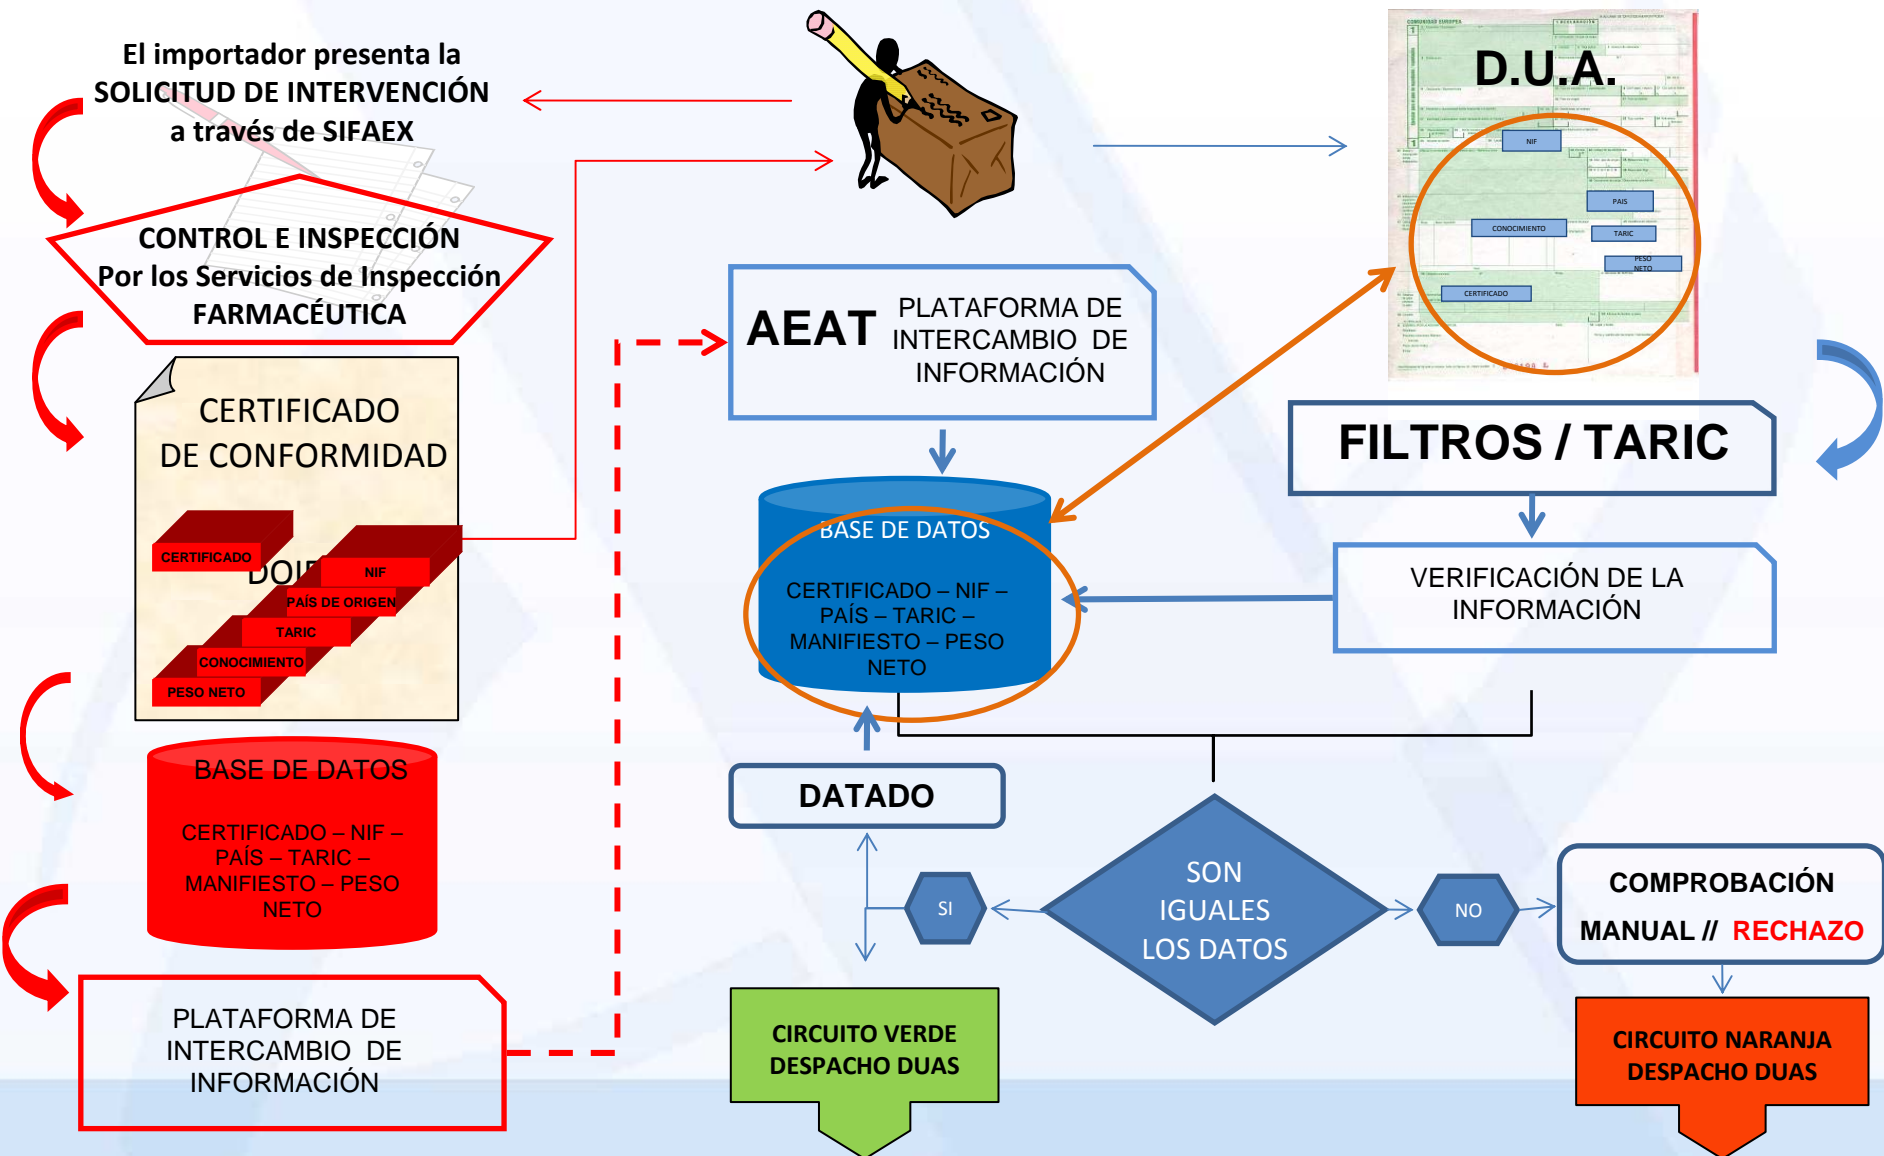 El importador presenta la
SOLICITUD DE INTERVENCIÓN
a través de SIFAEX
CONTROL E INSPECCIÓN
Por los Servicios de Inspección
FARMACÉUTICA
CERTIFICADO
DE CONFORMIDAD
CERTIFICADO
NIF
PAÍS DE ORIGEN
TARIC
CONOCIMIENTO
PESO NETO
BASE DE DATOS
CERTIFICADO – NIF –
PAÍS – TARIC –
MANIFIESTO – PESO
NETO
PLATAFORMA DE
INTERCAMBIO DE
INFORMACIÓN
AEAT
PLATAFORMA DE
INTERCAMBIO DE
INFORMACIÓN
BASE DE DATOS
CERTIFICADO – NIF –
PAÍS – TARIC –
MANIFIESTO – PESO
NETO
DATADO
SI
SON
IGUALES
LOS DATOS
NO
CIRCUITO VERDE
DESPACHO DUAS
COMUNIDAD EUROPEA
D.U.A.
NIF
PAIS
CONOCIMIENTO
TARIC
PESO
NETO
CERTIFICADO
FILTROS / TARIC
VERIFICACIÓN DE LA
INFORMACIÓN
COMPROBACIÓN
MANUAL // RECHAZO
CIRCUITO NARANJA
DESPACHO DUAS